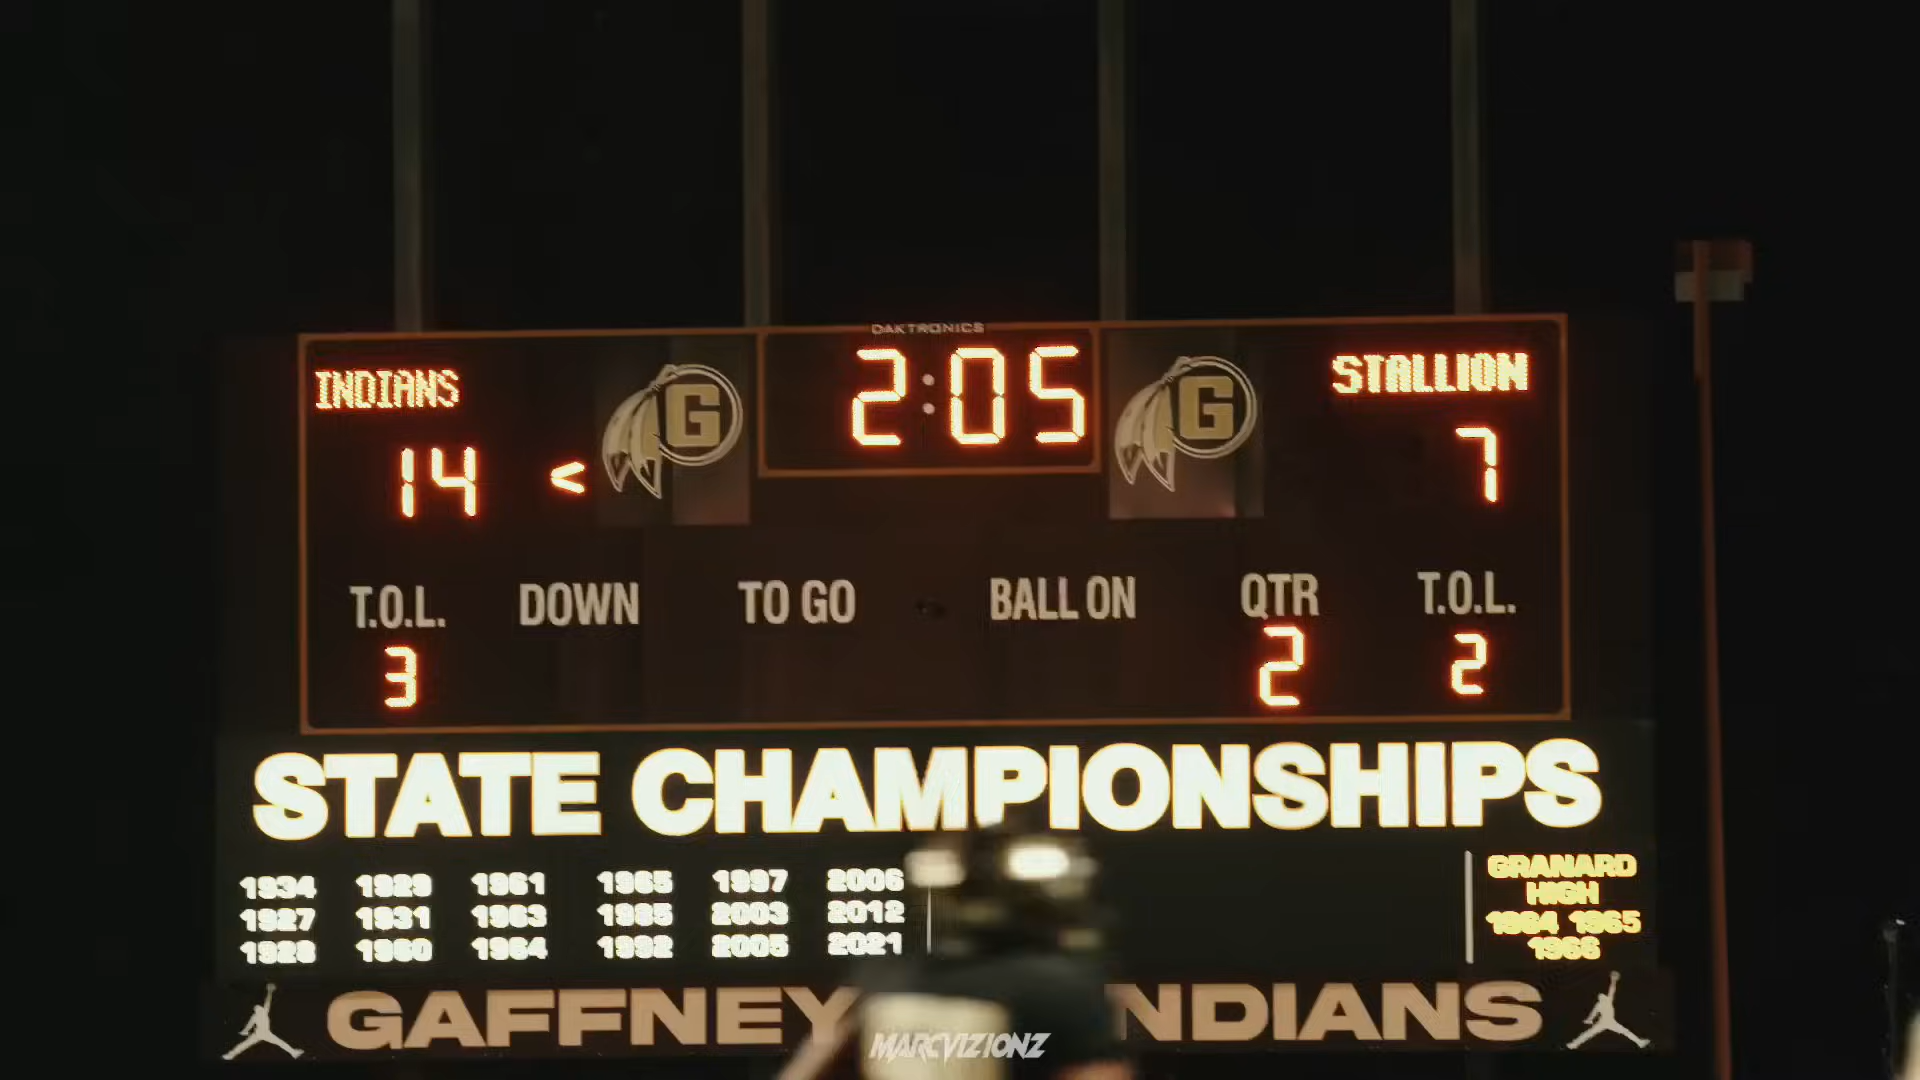 DAKTRONICS
INDIANS G 2:05 G STALLION
14 < 7
T.O.L. DOWN TO GO BALL ON QTR T.O.L.
3 2 2
STATE CHAMPIONSHIPS
1934 1929 1961 1965 1997 2006
1927 1931 1963 1985 2003 2012
1928 1960 1964 1992 2005 2021
GRANARD
HIGH
1964 1965
1966
GAFFNEY NDIANS
MARCVIZIONZ